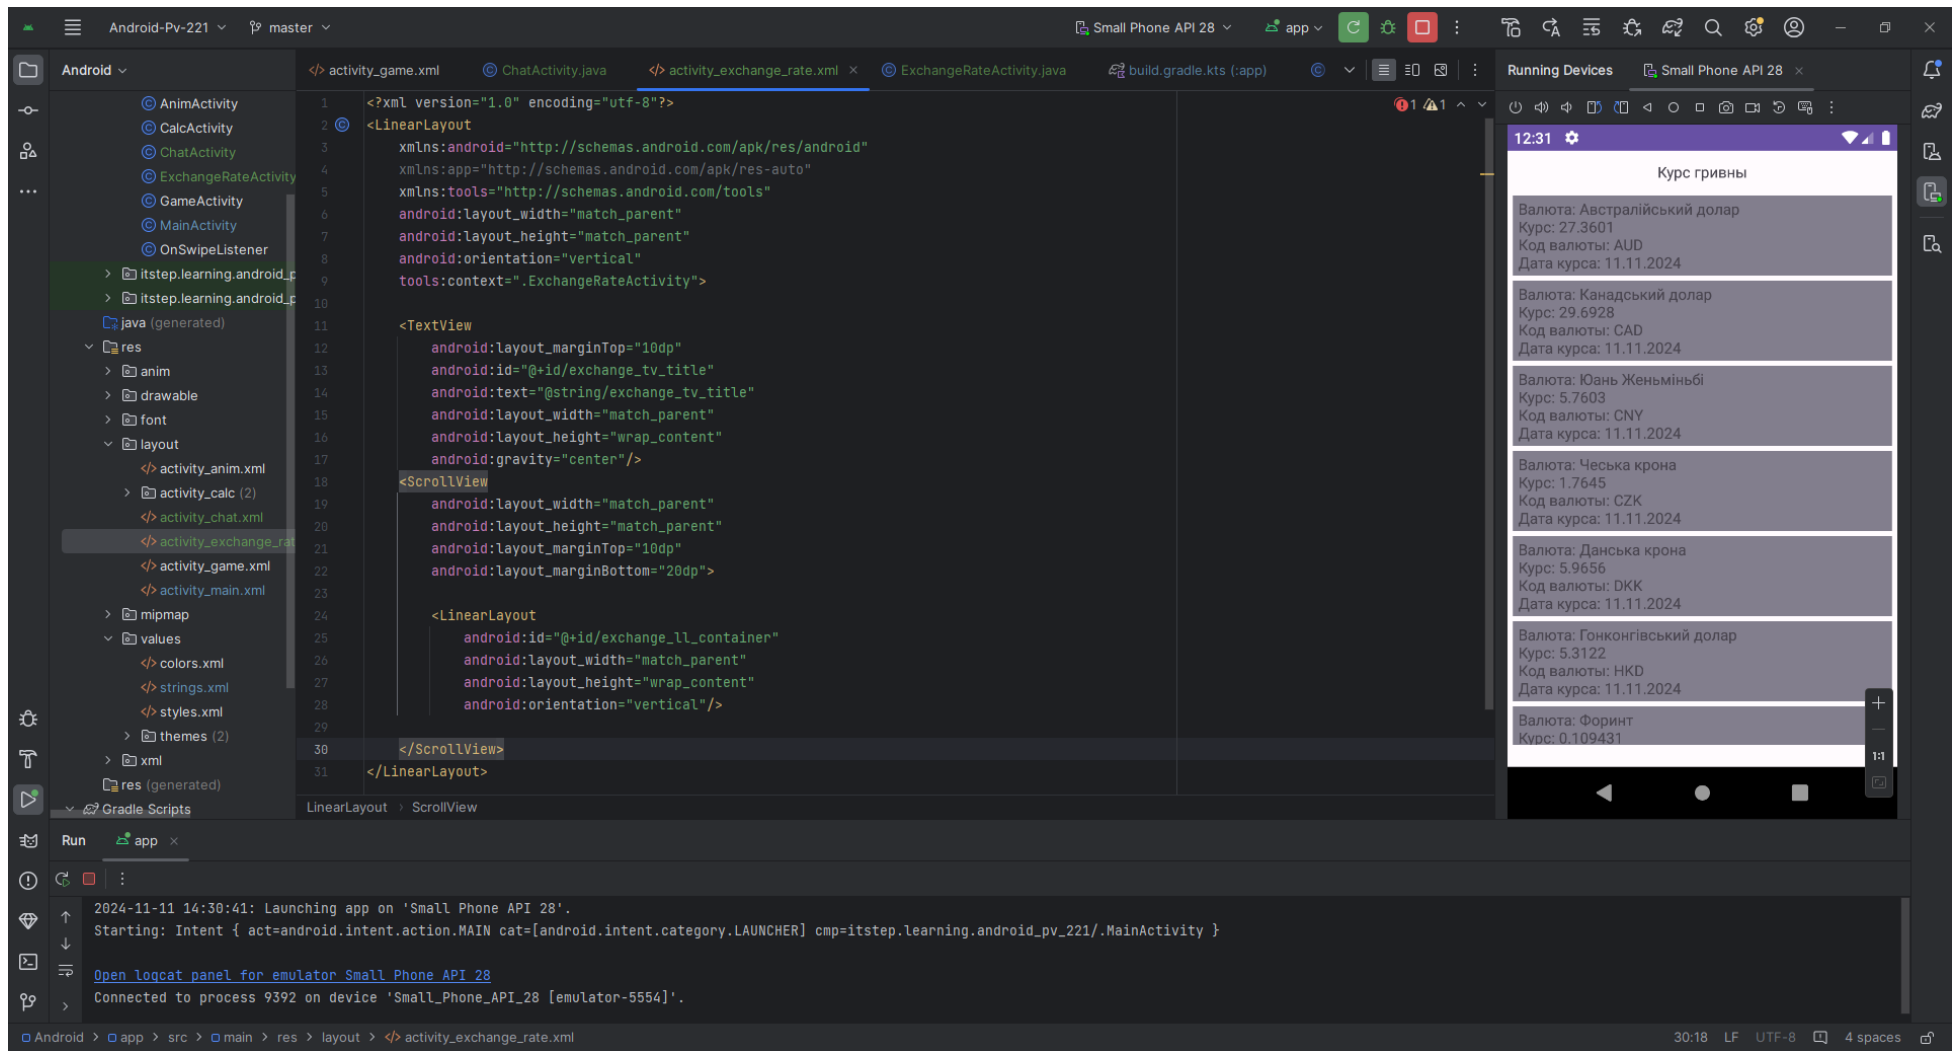 Android-Pv-221
master
Small Phone API 28
app
Android
activity_game.xml
ChatActivity.java
activity_exchange_rate.xml
ExchangeRateActivity.java
build.gradle.kts (:app)
Running Devices
Small Phone API 28
AnimActivity
CalcActivity
ChatActivity
ExchangeRateActivity
GameActivity
MainActivity
OnSwipeListener
itstep.learning.android_p
itstep.learning.android_p
java (generated)
res
anim
drawable
font
layout
activity_anim.xml
activity_calc (2)
activity_chat.xml
activity_exchange_rat
activity_game.xml
activity_main.xml
mipmap
values
colors.xml
strings.xml
styles.xml
themes (2)
xml
res (generated)
Gradle Scripts
1 <?xml version="1.0" encoding="utf-8"?>
2 <LinearLayout
3 xmlns:android="http://schemas.android.com/apk/res/android"
4 xmlns:app="http://schemas.android.com/apk/res-auto"
5 xmlns:tools="http://schemas.android.com/tools"
6 android:layout_width="match_parent"
7 android:layout_height="match_parent"
8 android:orientation="vertical"
9 tools:context=".ExchangeRateActivity">
10
11 <TextView
12 android:layout_marginTop="10dp"
13 android:id="@+id/exchange_tv_title"
14 android:text="@string/exchange_tv_title"
15 android:layout_width="match_parent"
16 android:layout_height="wrap_content"
17 android:gravity="center"/>
18 <ScrollView
19 android:layout_width="match_parent"
20 android:layout_height="match_parent"
21 android:layout_marginTop="10dp"
22 android:layout_marginBottom="20dp">
23
24 <LinearLayout
25 android:id="@+id/exchange_ll_container"
26 android:layout_width="match_parent"
27 android:layout_height="wrap_content"
28 android:orientation="vertical"/>
29
30 </ScrollView>
31 </LinearLayout>
1 1
LinearLayout ScrollView
12:31
Курс гривны
Валюта: Австралійський долар
Курс: 27.3601
Код валюты: AUD
Дата курса: 11.11.2024
Валюта: Канадський долар
Курс: 29.6928
Код валюты: CAD
Дата курса: 11.11.2024
Валюта: Юань Женьміньбі
Курс: 5.7603
Код валюты: CNY
Дата курса: 11.11.2024
Валюта: Чеська крона
Курс: 1.7645
Код валюты: CZK
Дата курса: 11.11.2024
Валюта: Данська крона
Курс: 5.9656
Код валюты: DKK
Дата курса: 11.11.2024
Валюта: Гонконгівський долар
Курс: 5.3122
Код валюты: HKD
Дата курса: 11.11.2024
Валюта: Форинт
Курс: 0.109431
1:1
Run
app
2024-11-11 14:30:41: Launching app on 'Small Phone API 28'.
Starting: Intent { act=android.intent.action.MAIN cat=[android.intent.category.LAUNCHER] cmp=itstep.learning.android_pv_221/.MainActivity }
Open logcat panel for emulator Small Phone API 28
Connected to process 9392 on device 'Small_Phone_API_28 [emulator-5554]'.
Android > app > src > main > res > layout > activity_exchange_rate.xml
30:18 LF UTF-8 4 spaces